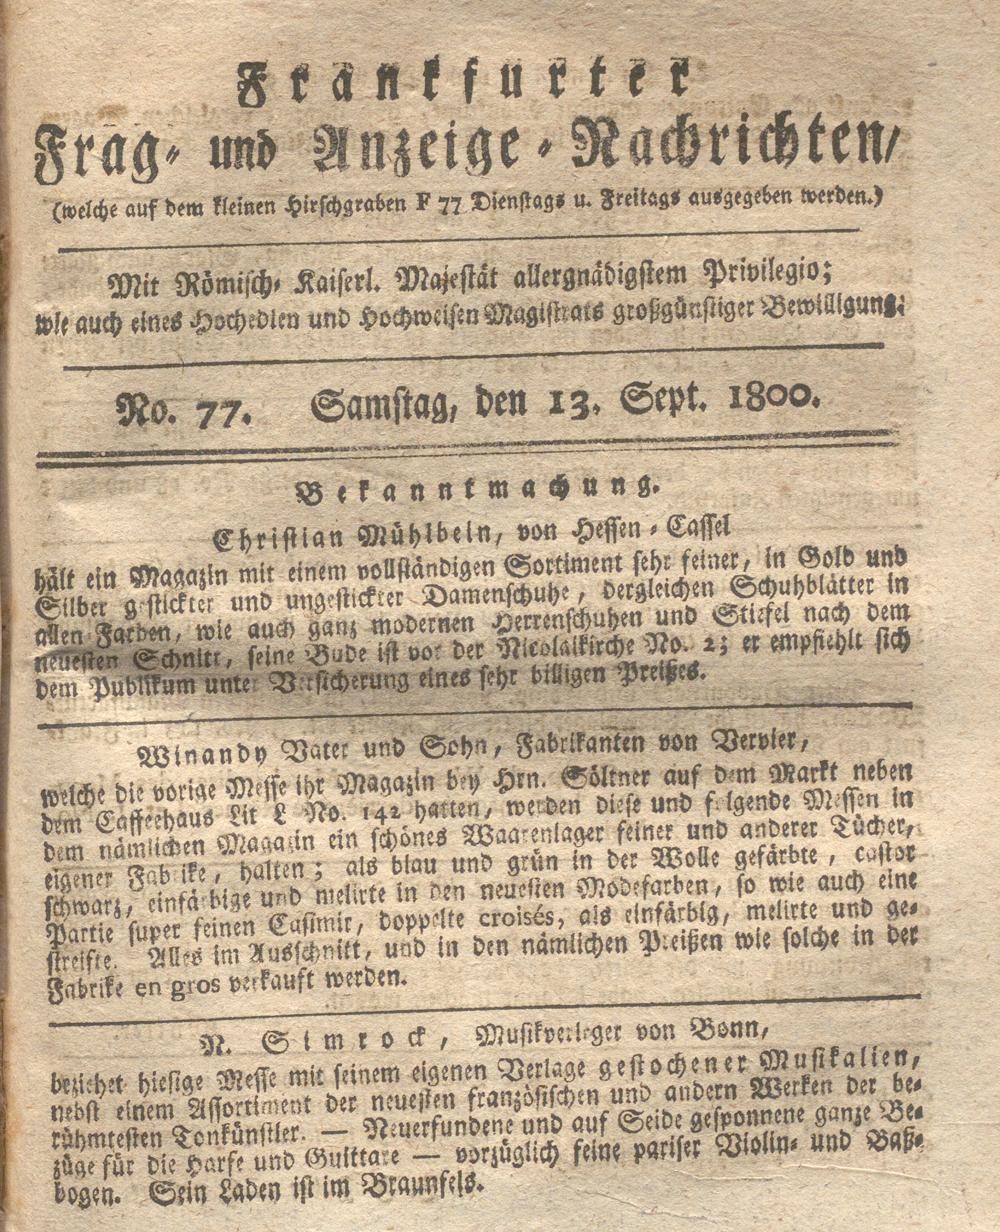 Frankfurter
Frag- und Anzeige-Nachrichten,
(welche auf dem kleinen Hirschgraben F 77 Dienstags u. Freitags ausgegeben werden.)
Mit Römisch-Kaiserl. Majestät allergnädigstem Privilegio;
wie auch eines Hochedlen und Hochweisen Magistrats großgünstiger Bewilligung:
No. 77. Samstag, den 13. Sept. 1800.
Bekanntmachung.
Christian Mühlbein, von Hessen-Cassel
hält ein Magazin mit einem vollständigen Sortiment sehr feiner, in Gold und
Silber gestickter und ungestickter Damenschuhe, dergleichen Schuhblätter in
allen Farben, wie auch ganz modernen Herrenschuhen und Stiefel nach dem
neuesten Schnitt, seine Bude ist vor der Nicolaikirche No. 2; er empfiehlt sich
dem Publikum unter Versicherung eines sehr billigen Preißes.
Winandy Vater und Sohn, Fabrikanten von Vervier,
welche die vorige Messe ihr Magazin bey Hrn. Söltner auf dem Markt neben
dem Caffeehaus Lit L No. 142 hatten, werden diese und folgende Messen in
dem nämlichen Magazin ein schönes Waarenlager feiner und anderer Tücher,
eigener Fabrike, halten; als blau und grün in der Wolle gefärbte, castor
schwarz, einfärbige und melirte in den neuesten Modefarben, so wie auch eine
Partie super feinen Casimir, doppelte croisés, als einfärbig, melirte und ge-
streifte. Alles im Ausschnitt, und in den nämlichen Preißen wie solche in der
Fabrike en gros verkauft werden.
N. Simrock, Musikverleger von Bonn,
beziehet hiesige Messe mit seinem eigenen Verlage gestochener Musikalien,
nebst einem Assortiment der neuesten französischen und andern Werken der be-
rühmtesten Tonkünstler. — Neuerfundene und auf Seide gesponnene ganze Be-
züge für die Harfe und Guittare — vorzüglich feine pariser Violin- und Baß-
bogen. Sein Laden ist im Braunfels.